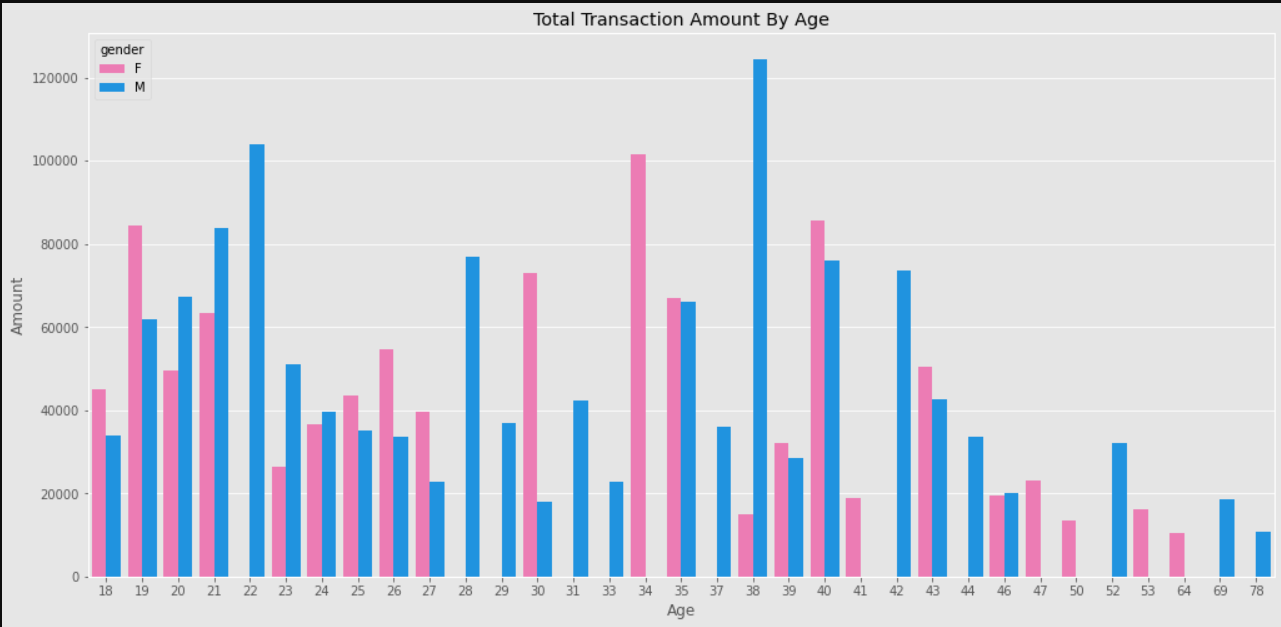 Total Transaction Amount By Age
gender
F
M
120000
100000
80000
60000
40000
20000
0
Amount
18 19 20 21 22 23 24 25 26 27 28 29 30 31 33 34 35 37 38 39 40 41 42 43 44 46 47 50 52 53 64 69 78
Age